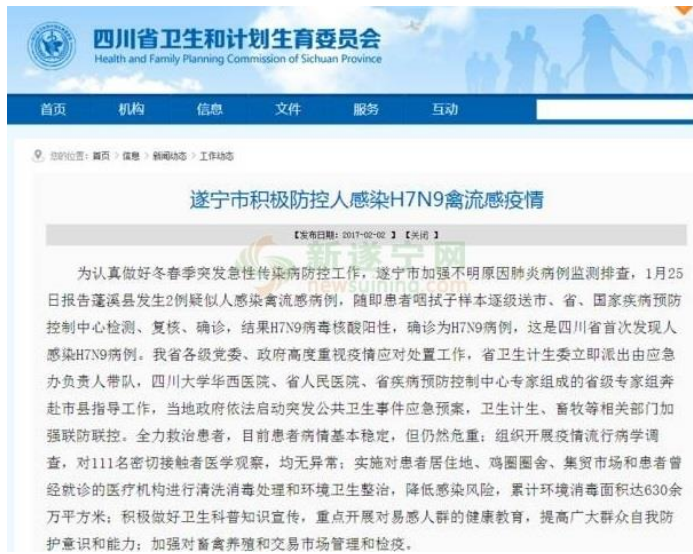 四川省卫生和计划生育委员会
Health and Family Planning Commission of Sichuan Province
首页 机构 信息 文件 服务 互动
您的位置：首页 > 信息 > 新闻动态 > 工作动态
遂宁市积极防控人感染H7N9禽流感疫情
【发布日期：2017-02-02 】【关闭 】
新遂宁网
newsuining.com
为认真做好冬春季突发急性传染病防控工作，遂宁市加强不明原因肺炎病例监测排查，1月25
日报告蓬溪县发生2例疑似人感染禽流感病例，随即患者咽拭子样本逐级送市、省、国家疾病预防
控制中心检测、复核、确诊，结果H7N9病毒核酸阳性，确诊为H7N9病例，这是四川省首次发现人
感染H7N9病例。我省各级党委、政府高度重视疫情应对处置工作，省卫生计生委立即派出由应急
办负责人带队，四川大学华西医院、省人民医院、省疾病预防控制中心专家组成的省级专家组奔
赴市县指导工作，当地政府依法启动突发公共卫生事件应急预案，卫生计生、畜牧等相关部门加
强联防联控。全力救治患者，目前患者病情基本稳定，但仍然危重；组织开展疫情流行病学调
查，对111名密切接触者医学观察，均无异常；实施对患者居住地、鸡圈圈舍、集贸市场和患者曾
经就诊的医疗机构进行清洗消毒处理和环境卫生整治，降低感染风险，累计环境消毒面积达630余
万平方米；积极做好卫生科普知识宣传，重点开展对易感人群的健康教育，提高广大群众自我防
护意识和能力；加强对畜禽养殖和交易市场管理和检疫。